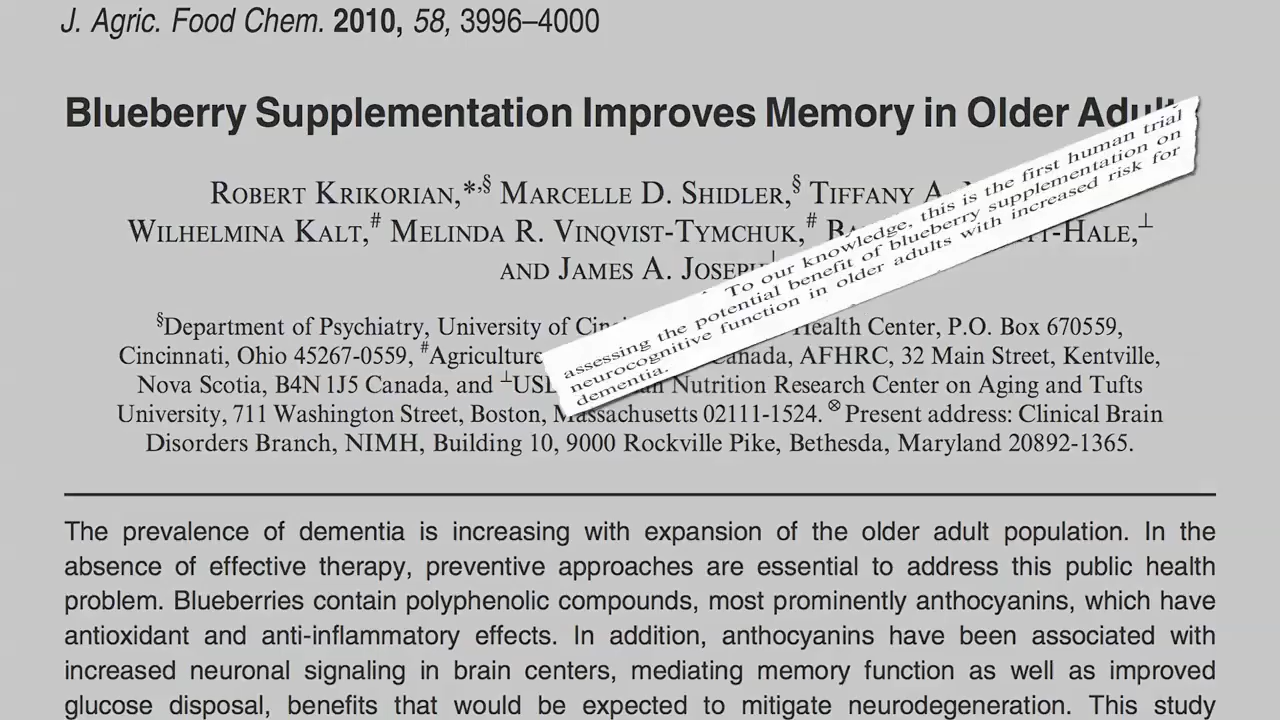 J. Agric. Food Chem. 2010, 58, 3996–4000
Blueberry Supplementation Improves Memory in Older
ROBERT KRIKORIAN,*,§ MARCELLE D. SHIDLER,§ TIFFANY A.
WILHELMINA KALT,# MELINDA R. VINQVIST-TYMCHUK,#
AND JAMES A.
To our knowledge, this is the first human trial
assessing the potential benefit of blueberry supplementation on
neurocognitive function in older adults with increased risk for
dementia.
§Department of Psychiatry, University of Health Center, P.O. Box 670559,
Cincinnati, Ohio 45267-0559, #Agriculture Canada, AFHRC, 32 Main Street, Kentville,
Nova Scotia, B4N 1J5 Canada, and Nutrition Research Center on Aging and Tufts
University, 711 Washington Street, Boston, Massachusetts 02111-1524. ⊗Present address: Clinical Brain
Disorders Branch, NIMH, Building 10, 9000 Rockville Pike, Bethesda, Maryland 20892-1365.
The prevalence of dementia is increasing with expansion of the older adult population. In the
absence of effective therapy, preventive approaches are essential to address this public health
problem. Blueberries contain polyphenolic compounds, most prominently anthocyanins, which have
antioxidant and anti-inflammatory effects. In addition, anthocyanins have been associated with
increased neuronal signaling in brain centers, mediating memory function as well as improved
glucose disposal, benefits that would be expected to mitigate neurodegeneration. This study